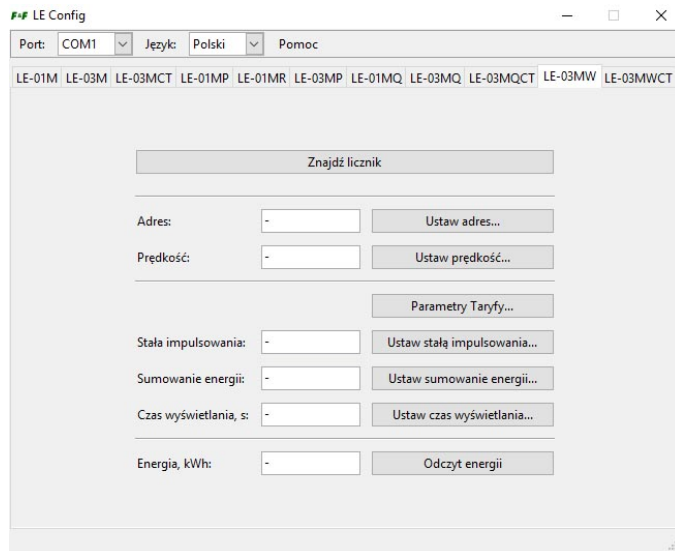 F&F LE Config
Port: COM1 Język: Polski Pomoc
LE-01M LE-03M LE-03MCT LE-01MP LE-01MR LE-03MP LE-01MQ LE-03MQ LE-03MQCT LE-03MW LE-03MWCT
Znajdź licznik
Adres: - Ustaw adres...
Prędkość: - Ustaw prędkość...
Parametry Taryfy...
Stała impulsowania: - Ustaw stałą impulsowania...
Sumowanie energii: - Ustaw sumowanie energii...
Czas wyświetlania, s: - Ustaw czas wyświetlania...
Energia, kWh: - Odczyt energii